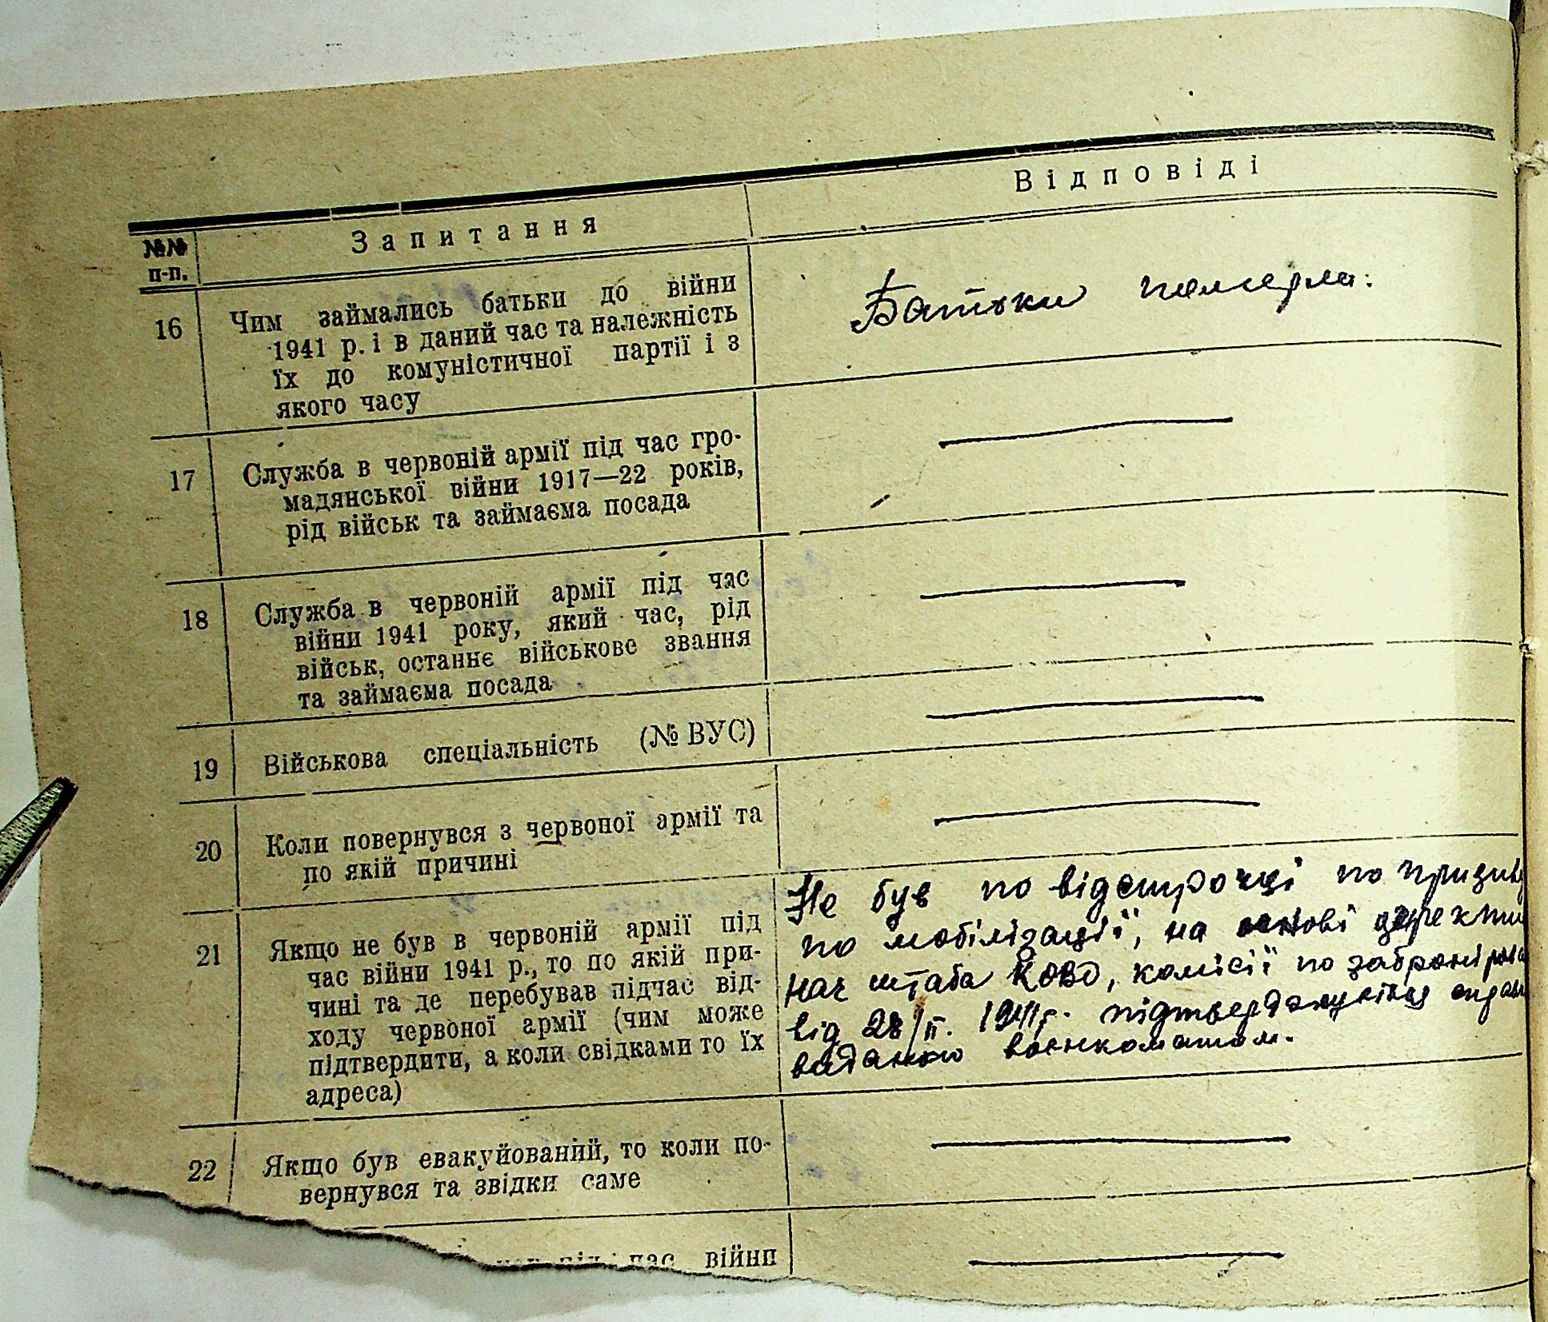 №№ п-п.
Запитання
Відповіді
16
Чим займались батьки до війни
1941 р. і в даний час та належність
їх до комуністичної партії і з
якого часу
Батьки померли.
17
Служба в червоній армії під час гро-
мадянської війни 1917—22 років,
рід військ та займаєма посада
18
Служба в червоній армії під час
війни 1941 року, який час, рід
військ, останнє військове звання
та займаєма посада
19
Військова спеціальність (№ ВУС)
20
Коли повернувся з червоної армії та
по якій причині
21
Якщо не був в червоній армії під
час війни 1941 р., то по якій при-
чині та де перебував підчас від-
ходу червоної армії (чим може
підтвердити, а коли свідками то їх
адреса)
Не був по відстрочці по призиву
по мобілізації, на основі
нач штаба КОВО, комісії по
від 28/II. 1941р.
виданою военкоматом.
22
Якщо був евакуйований, то коли по-
вернувся та звідки саме
час війни